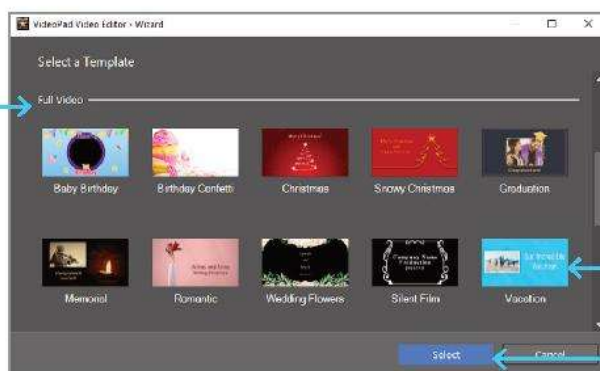 VideoPad Video Editor - Wizard
Select a Template
Full Video
Baby Birthday
Birthday Confetti
Christmas
Snowy Christmas
Graduation
Memorial
Romantic
Wedding Flowers
Silent Film
Vacation
Select
Cancel